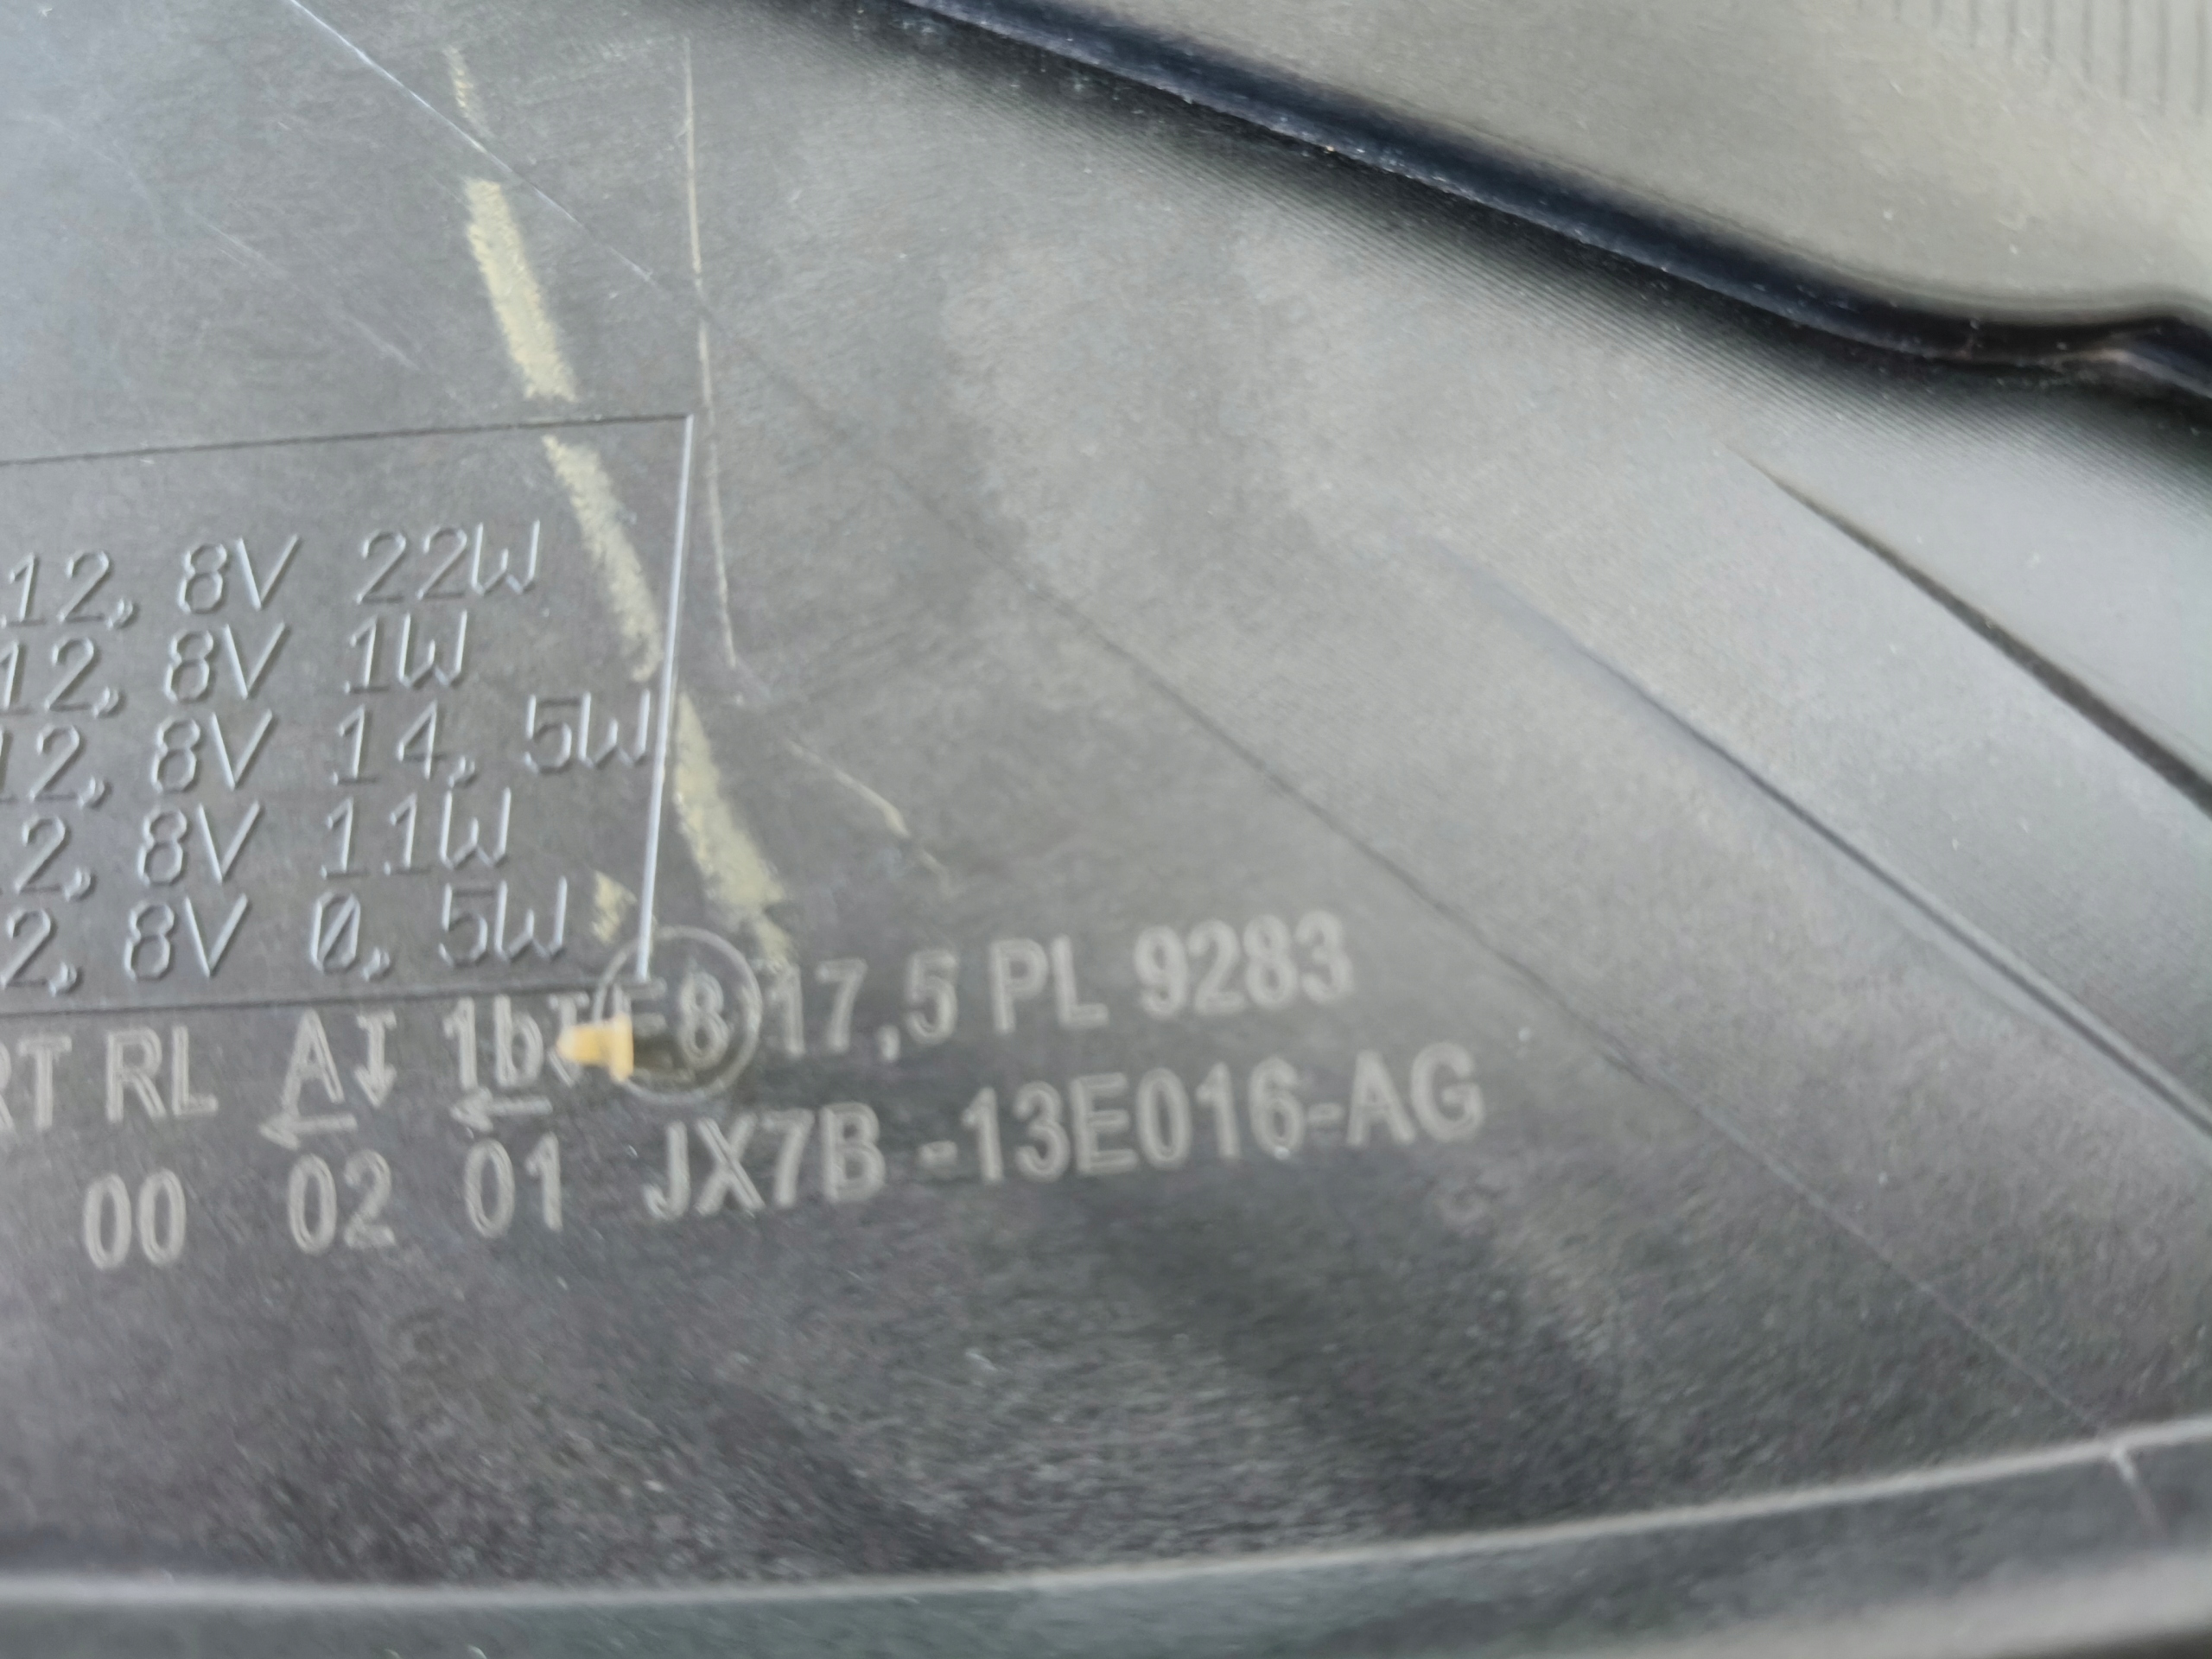 12, 8V 22W
12, 8V 1W
12, 8V 14, 5W
12, 8V 11W
2, 8V 0, 5W
RT RL A 1b E8 17,5 PL 9283
00 02 01 JX7B -13E016-AG